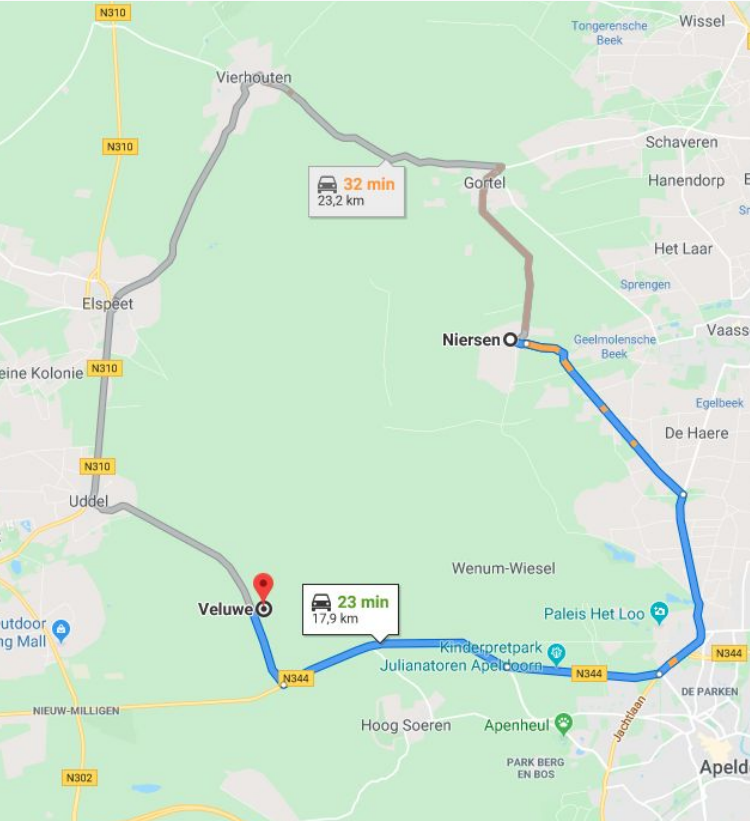 N310
Wissel
Tongerensche
Beek
Vierhouten
N310
Schaveren
32 min
23,2 km
Gortel
Hanendorp
Het Laar
Sprengen
Elspeet
Niersen
Geelmolensche
Beek
Vaass
eine Kolonie
N310
Egelbeek
De Haere
N310
Uddel
Wenum-Wiesel
Veluwe
23 min
17,9 km
Paleis Het Loo
utdoor
ng Mall
Kinderpretpark
Julianatoren Apeldoorn
N344
N344
N344
DE PARKEN
NIEUW-MILLIGEN
Hoog Soeren
Apenheul
Jachtlaan
PARK BERG
EN BOS
Apeld
N302